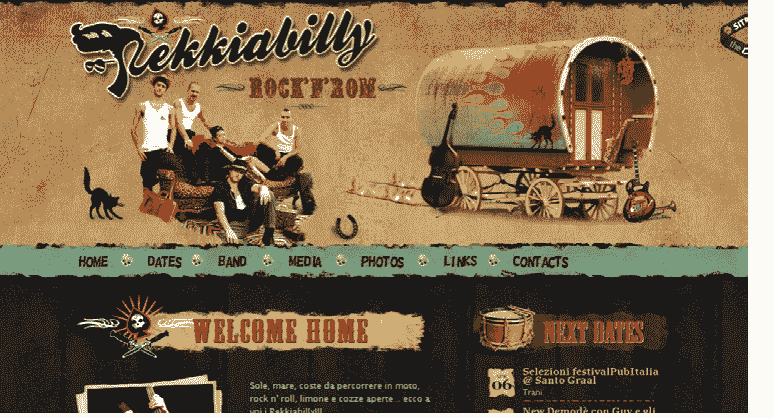 Rekkiabilly
ROCK'N'ROM
HOME DATES BAND MEDIA PHOTOS LINKS CONTACTS
WELCOME HOME
NEXT DATES
Sole, mare, coste da percorrere in moto,
rock n' roll, limone e cozze aperte... ecco a
voi i Rekkiabilly!!!
06
Selezioni festivalPubItalia
@ Santo Graal
Trani
New Demodè con Guy e gli